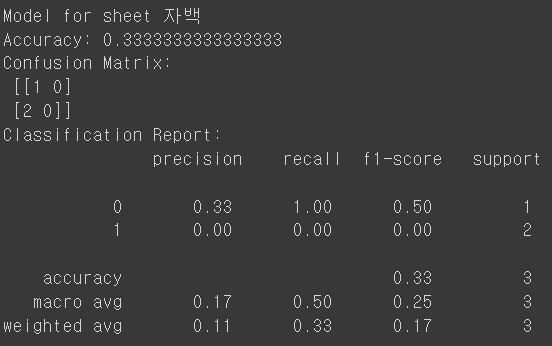 Model for sheet 자백
Accuracy: 0.3333333333333333
Confusion Matrix:
[[1 0]
[2 0]]
Classification Report:
precision recall f1-score support
0 0.33 1.00 0.50 1
1 0.00 0.00 0.00 2
accuracy 0.33 3
macro avg 0.17 0.50 0.25 3
weighted avg 0.11 0.33 0.17 3